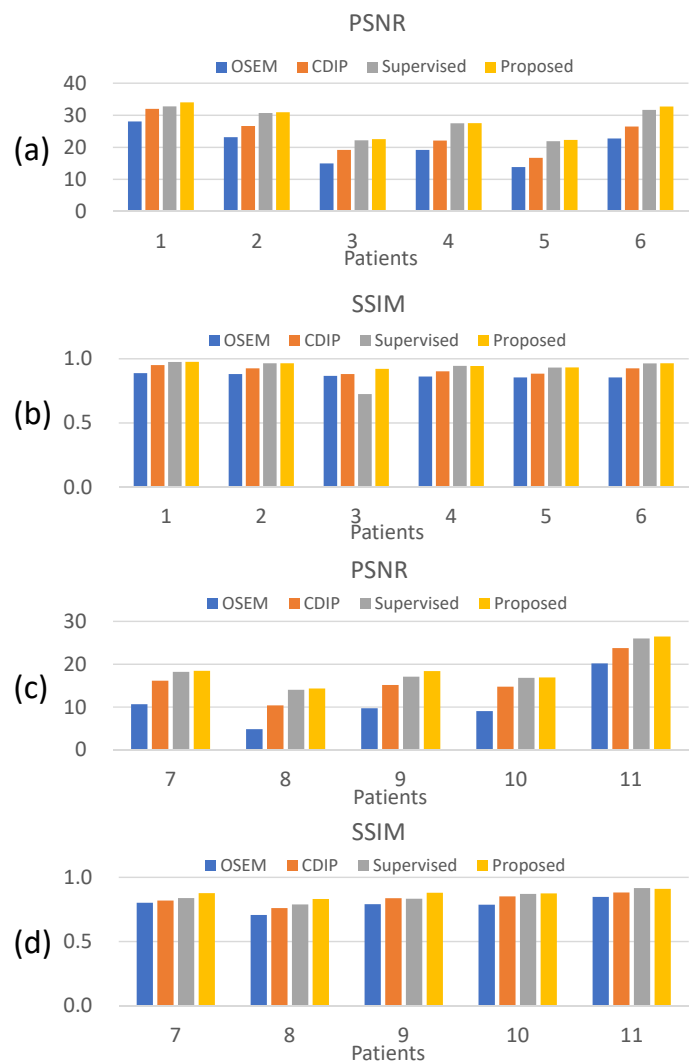 PSNR
OSEM CDIP Supervised Proposed
40
30
(a)
20
10
0
1 2 3 4 5 6
Patients
SSIM
OSEM CDIP Supervised Proposed
1.0
(b)
0.5
0.0
1 2 3 4 5 6
Patients
PSNR
OSEM CDIP Supervised Proposed
30
20
(c)
10
0
7 8 9 10 11
Patients
SSIM
OSEM CDIP Supervised Proposed
1.0
(d)
0.5
0.0
7 8 9 10 11
Patients